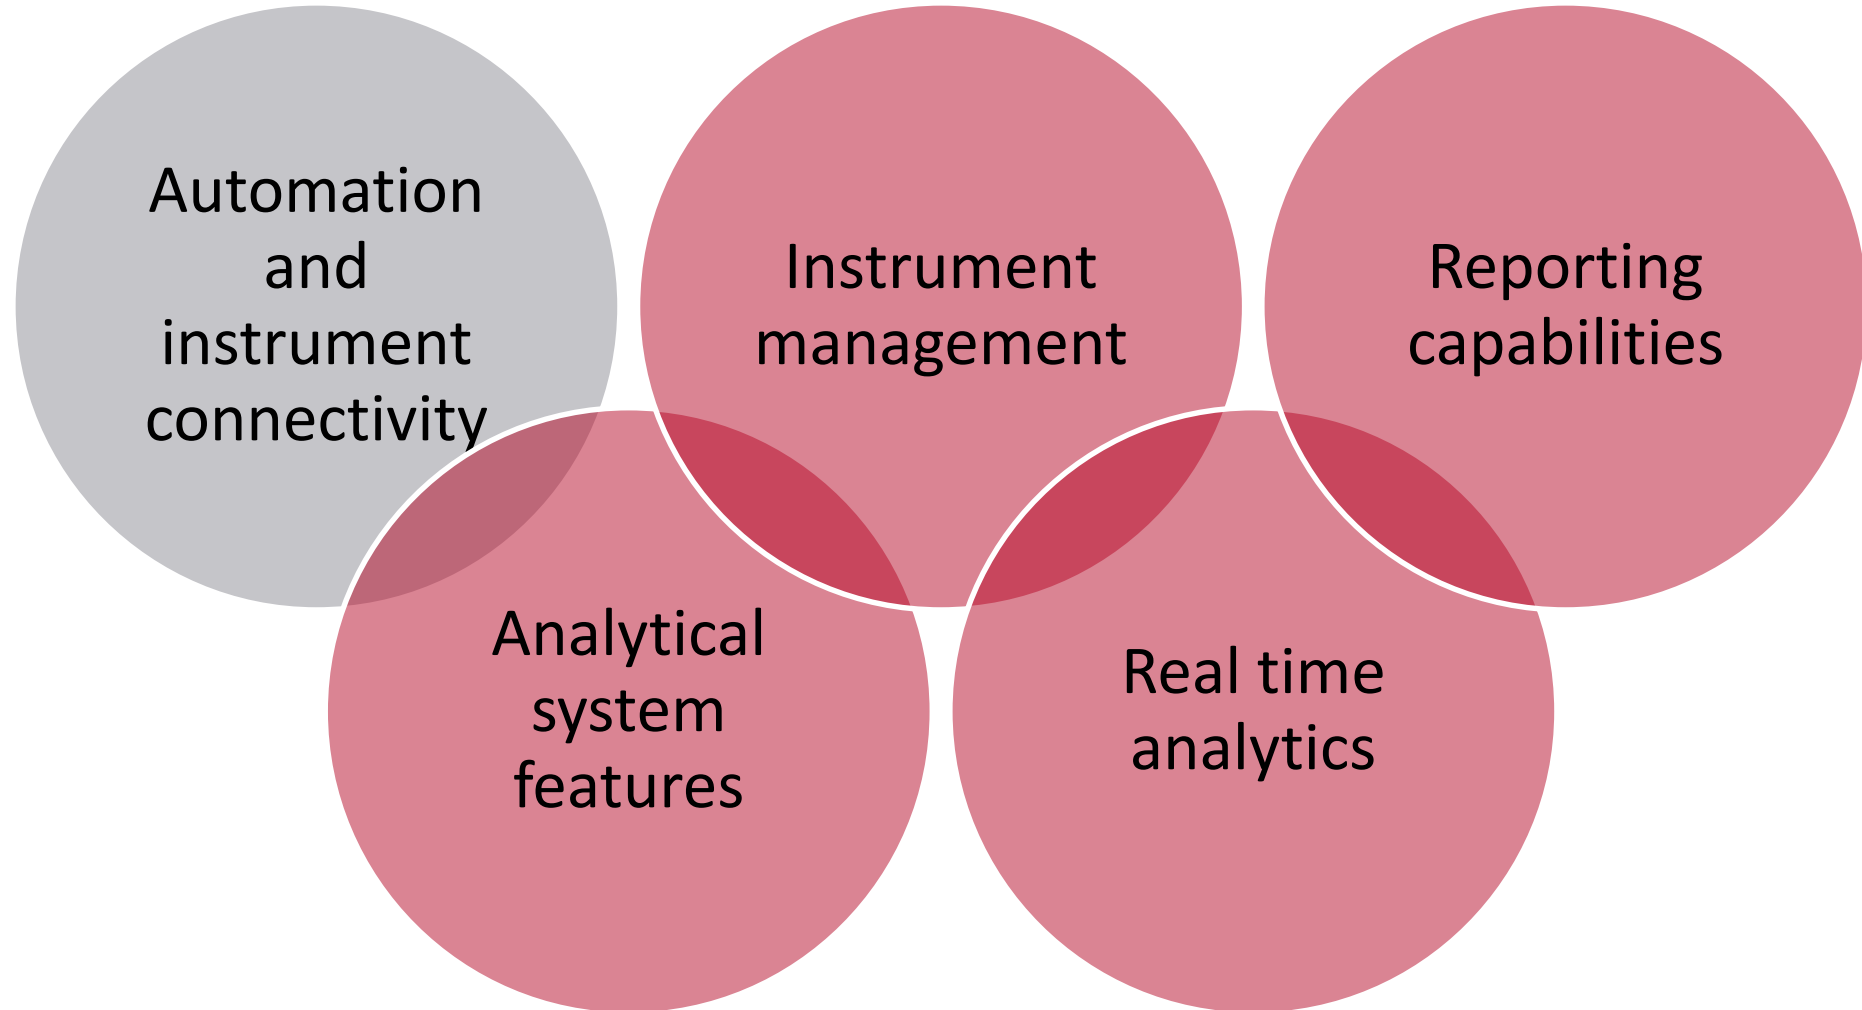 Automation
and
instrument
connectivity
Analytical
system
features
Instrument
management
Real time
analytics
Reporting
capabilities